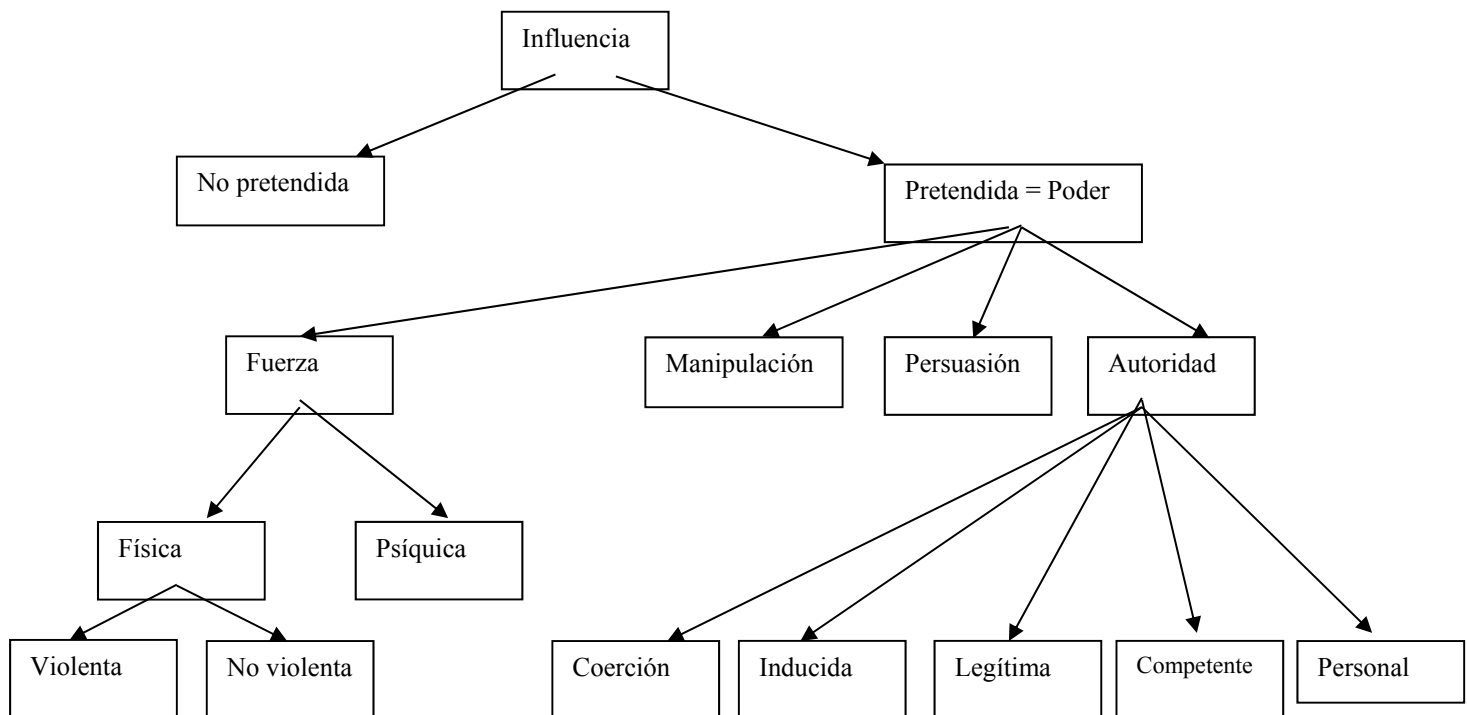 Influencia
No pretendida
Pretendida = Poder
Fuerza
Manipulación
Persuasión
Autoridad
Física
Psíquica
Violenta
No violenta
Coerción
Inducida
Legítima
Competente
Personal